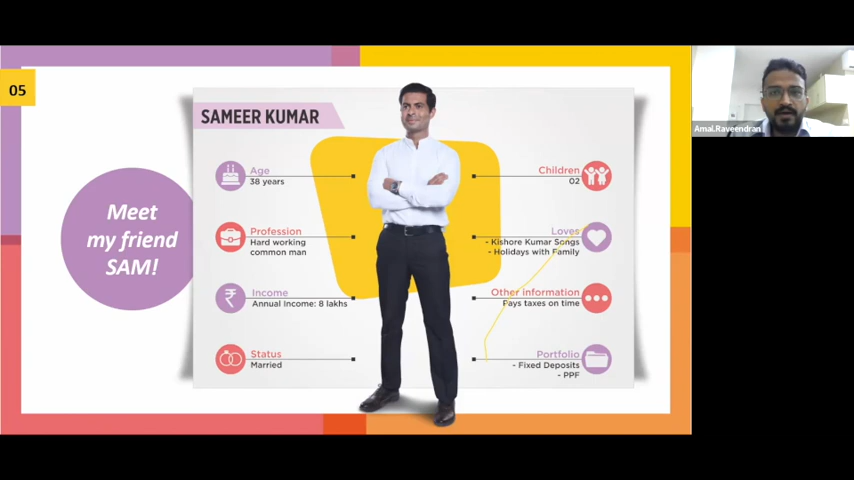 05
SAMEER KUMAR
Meet
my friend
SAM!
Age
38 years
Profession
Hard working
common man
Income
Annual Income: 8 lakhs
Status
Married
Children
02
Loves
- Kishore Kumar Songs
- Holidays with Family
Other information
Pays taxes on time
Portfolio
- Fixed Deposits
- PPF
Amal.Raveendran